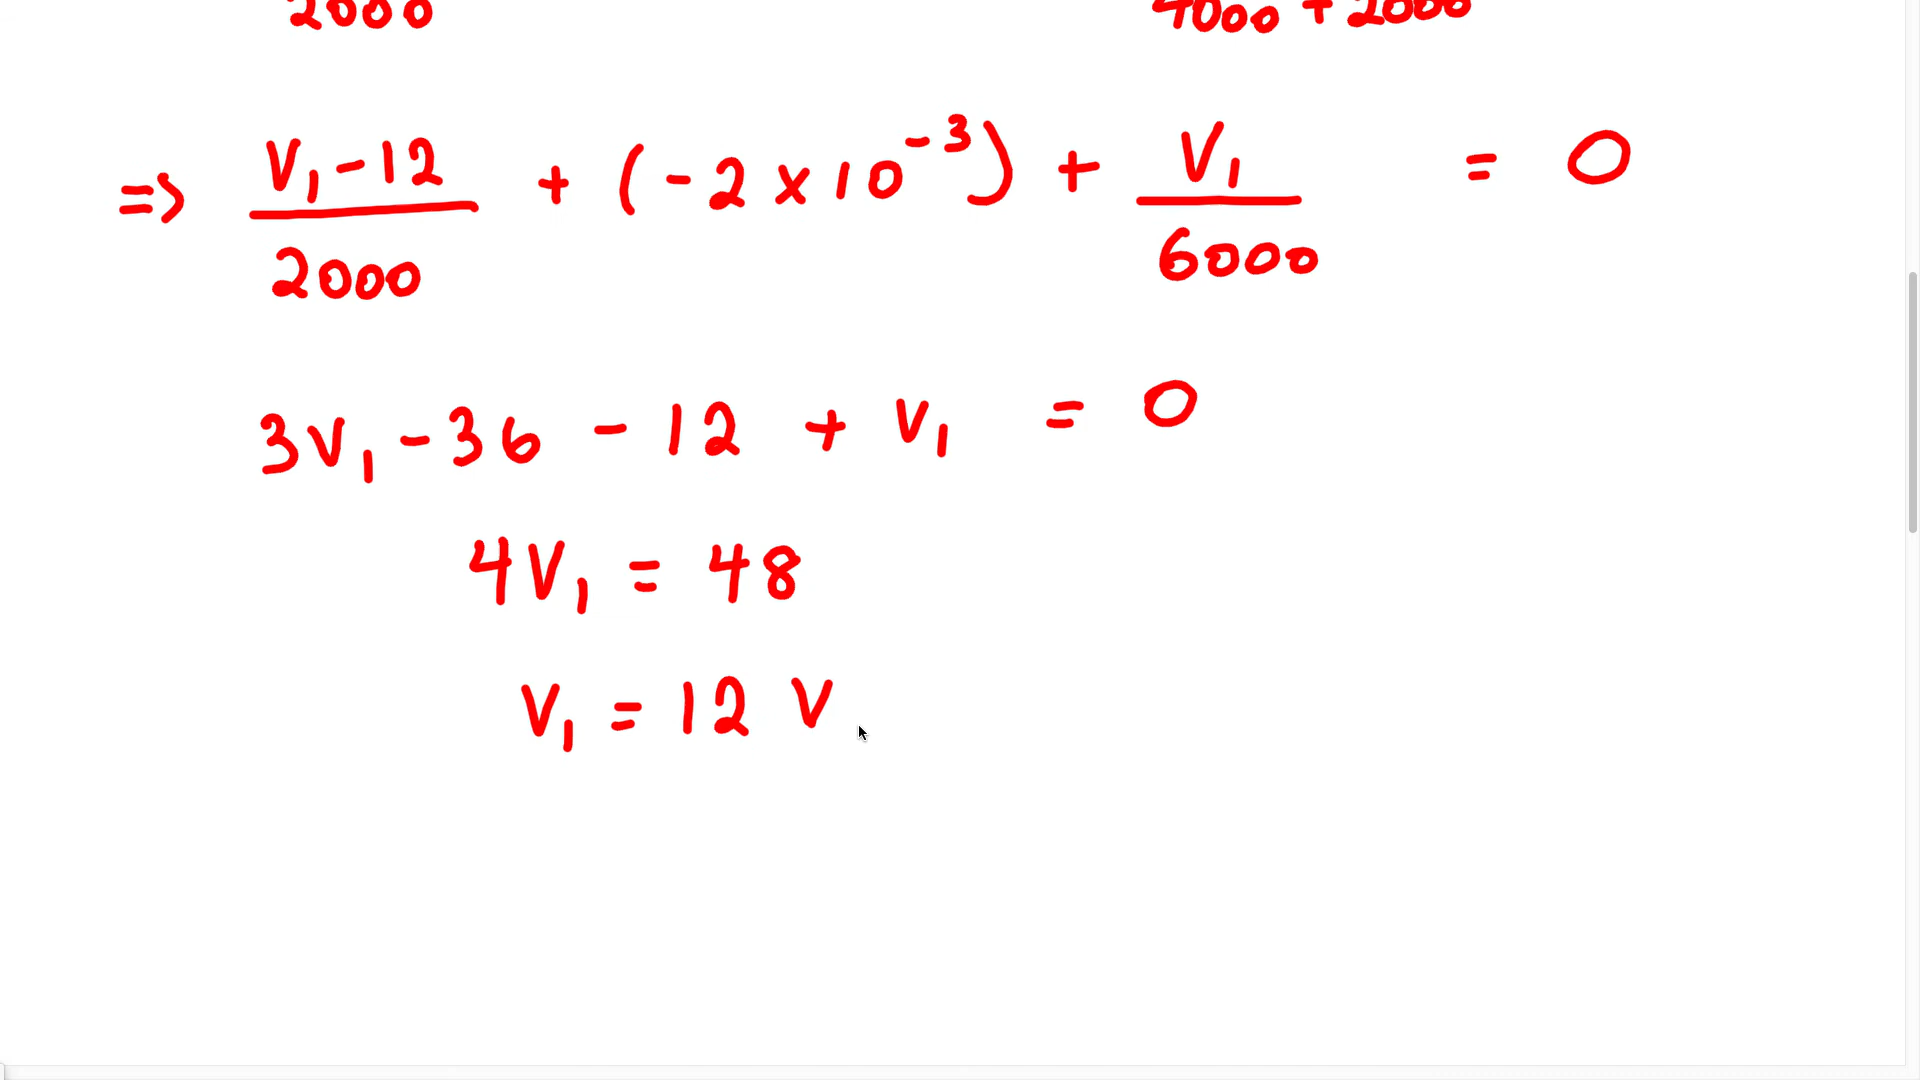 2000 4000 + 2000
=> V₁ - 12 / 2000 + (-2 × 10⁻³) + V₁ / 6000 = 0
3V₁ - 36 - 12 + V₁ = 0
4V₁ = 48
V₁ = 12 V